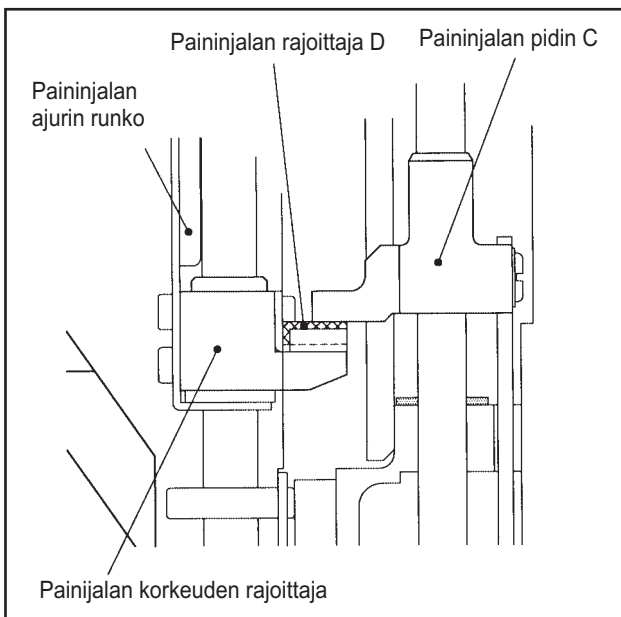 Paininjalan rajoittaja D
Paininjalan pidin C
Paininjalan
ajurin runko
Painijalan korkeuden rajoittaja